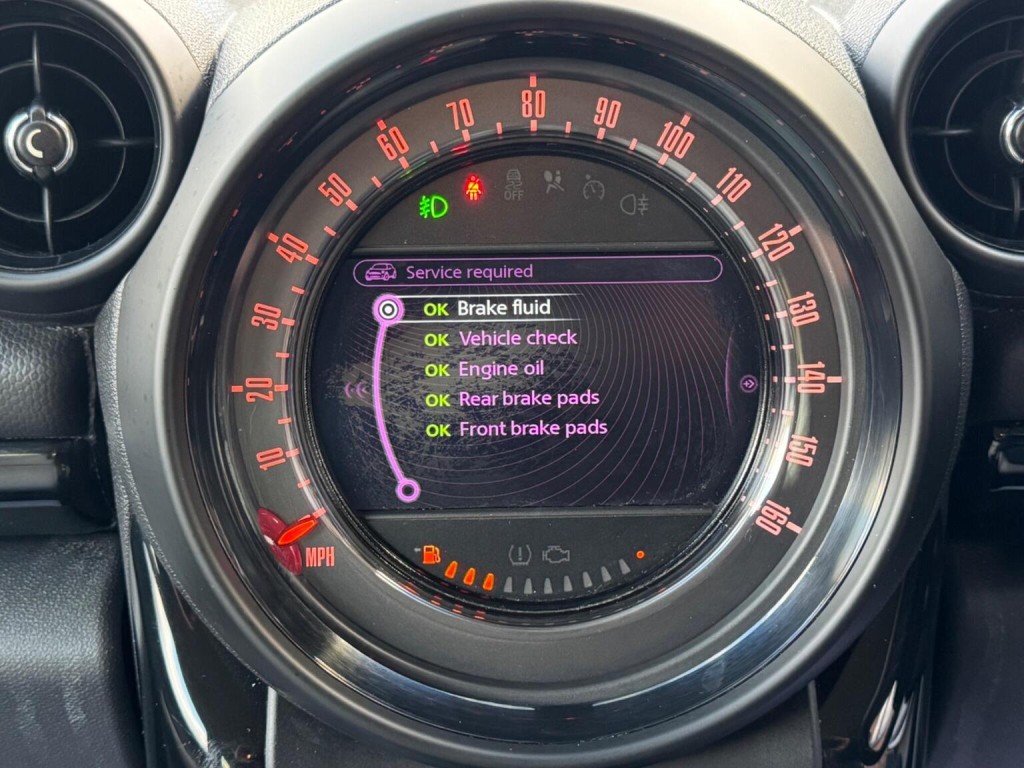 80
70
90
60
100
50
110
OFF
40
120
Service required
30
130
OK Brake fluid
OK Vehicle check
OK Engine oil
20
140
OK Rear brake pads
OK Front brake pads
10
150
160
MPH